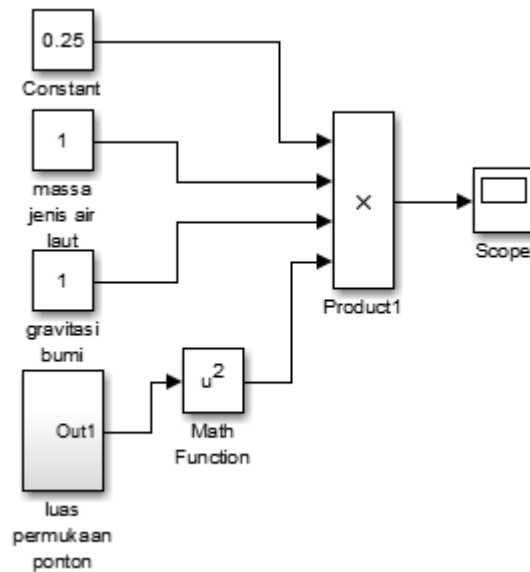 0.25
Constant
1
massa
jenis air
laut
1
gravitasi
bumi
Out1
luas
permukaan
ponton
u²
Math
Function
×
Product1
Scope